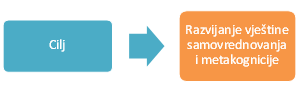 Cilj
Razvijanje vještine
samovrednovanja
i metakognicije